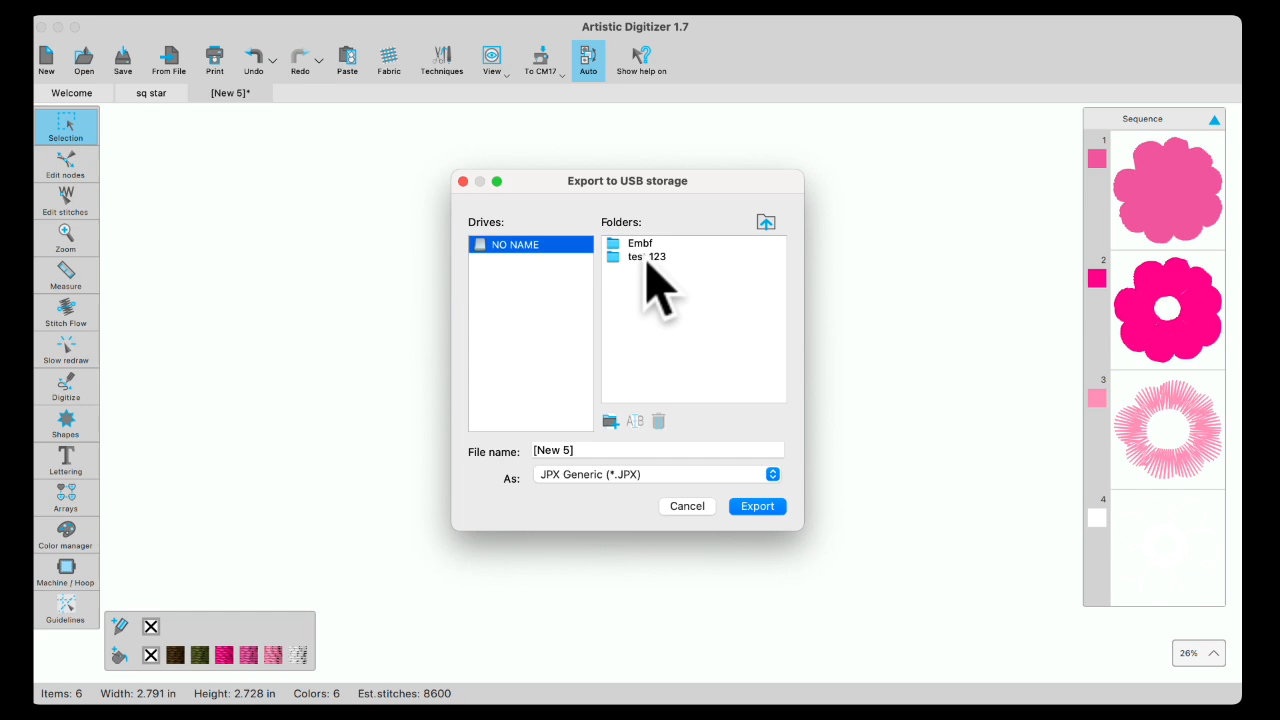 Artistic Digitizer 1.7
New Open Save From File Print Undo Redo Paste Fabric Techniques View To CM17 Auto Show help on
Welcome sq star [New 5]*
Selection
Edit nodes
Edit stitches
Zoom
Measure
Stitch Flow
Slow redraw
Digitize
Shapes
Lettering
Arrays
Color manager
Machine / Hoop
Guidelines
Export to USB storage
Drives: Folders:
NO NAME
Embf
123
A B
File name: [New 5]
As: JPX Generic (*.JPX)
Cancel Export
Sequence
1
2
3
4
26%
Items: 6 Width: 2.791 in Height: 2.728 in Colors: 6 Est.stitches: 8600